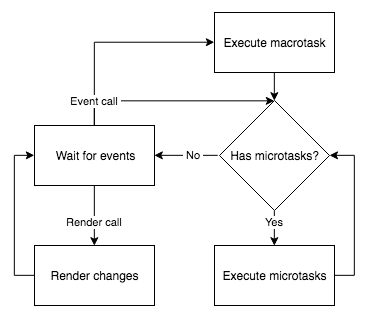 Execute macrotask
Event call
Wait for events
No
Has microtasks?
Render call
Yes
Render changes
Execute microtasks